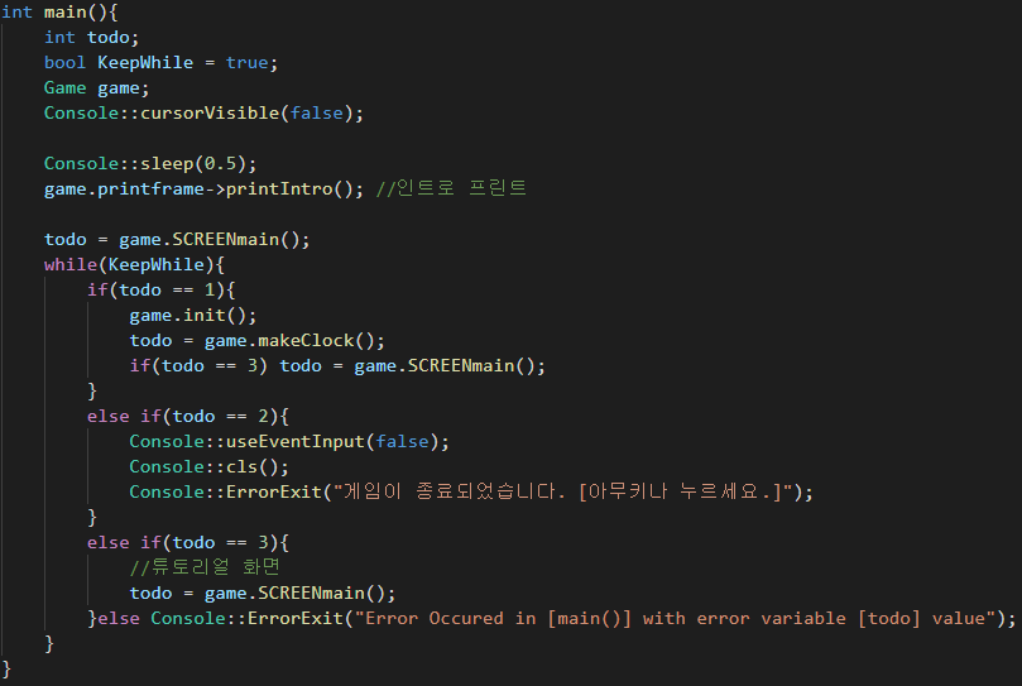 int main(){
    int todo;
    bool KeepWhile = true;
    Game game;
    Console::cursorVisible(false);

    Console::sleep(0.5);
    game.printframe->printIntro(); //인트로 프린트

    todo = game.SCREENmain();
    while(KeepWhile){
        if(todo == 1){
            game.init();
            todo = game.makeClock();
            if(todo == 3) todo = game.SCREENmain();
        }
        else if(todo == 2){
            Console::useEventInput(false);
            Console::cls();
            Console::ErrorExit("게임이 종료되었습니다. [아무키나 누르세요.]");
        }
        else if(todo == 3){
            //튜토리얼 화면
            todo = game.SCREENmain();
        }else Console::ErrorExit("Error Occured in [main()] with error variable [todo] value");
    }
}